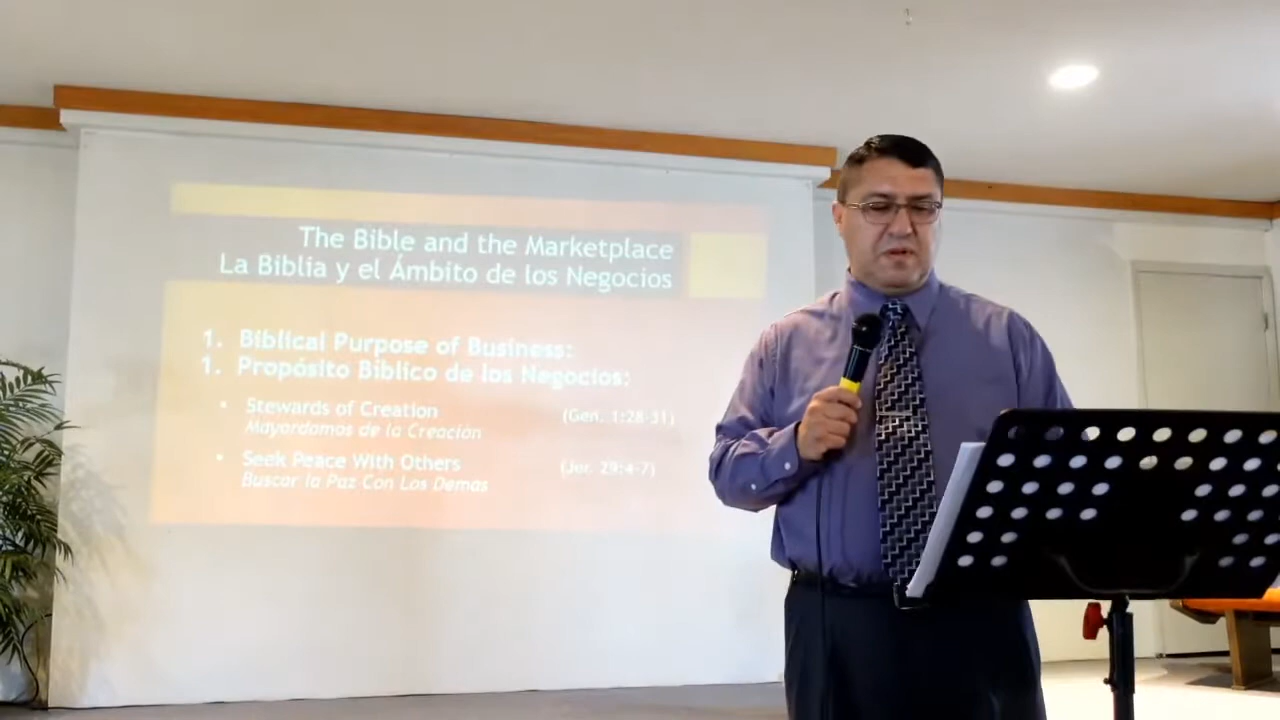 The Bible and the Marketplace
La Biblia y el Ámbito de los Negocios
1. Biblical Purpose of Business:
1. Propósito Bíblico de los Negocios:
• Stewards of Creation (Gen. 1:28-31)
Mayordomos de la Creación
• Seek Peace With Others (Jer. 29:4-7)
Buscar la Paz Con Los Demas